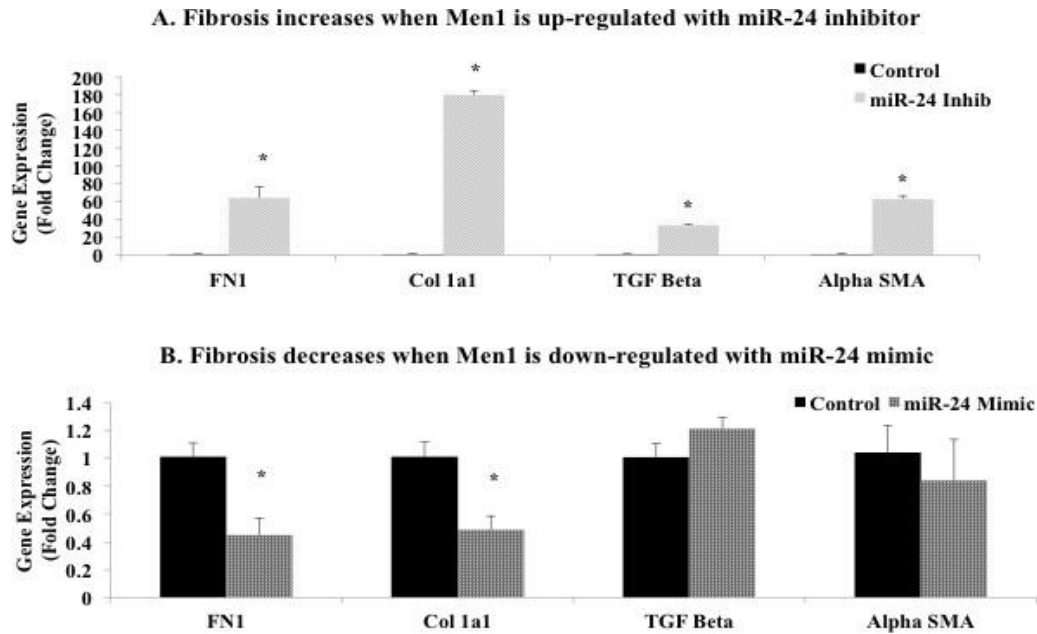 A. Fibrosis increases when Men1 is up-regulated with miR-24 inhibitor
*
Control
miR-24 Inhib
Gene Expression
(Fold Change)
200
180
160
140
120
100
80
60
40
20
0
*
*
*
FN1
Col 1a1
TGF Beta
Alpha SMA
B. Fibrosis decreases when Men1 is down-regulated with miR-24 mimic
Control
miR-24 Mimic
Gene Expression
(Fold Change)
1.4
1.2
1
0.8
0.6
0.4
0.2
0
*
*
FN1
Col 1a1
TGF Beta
Alpha SMA